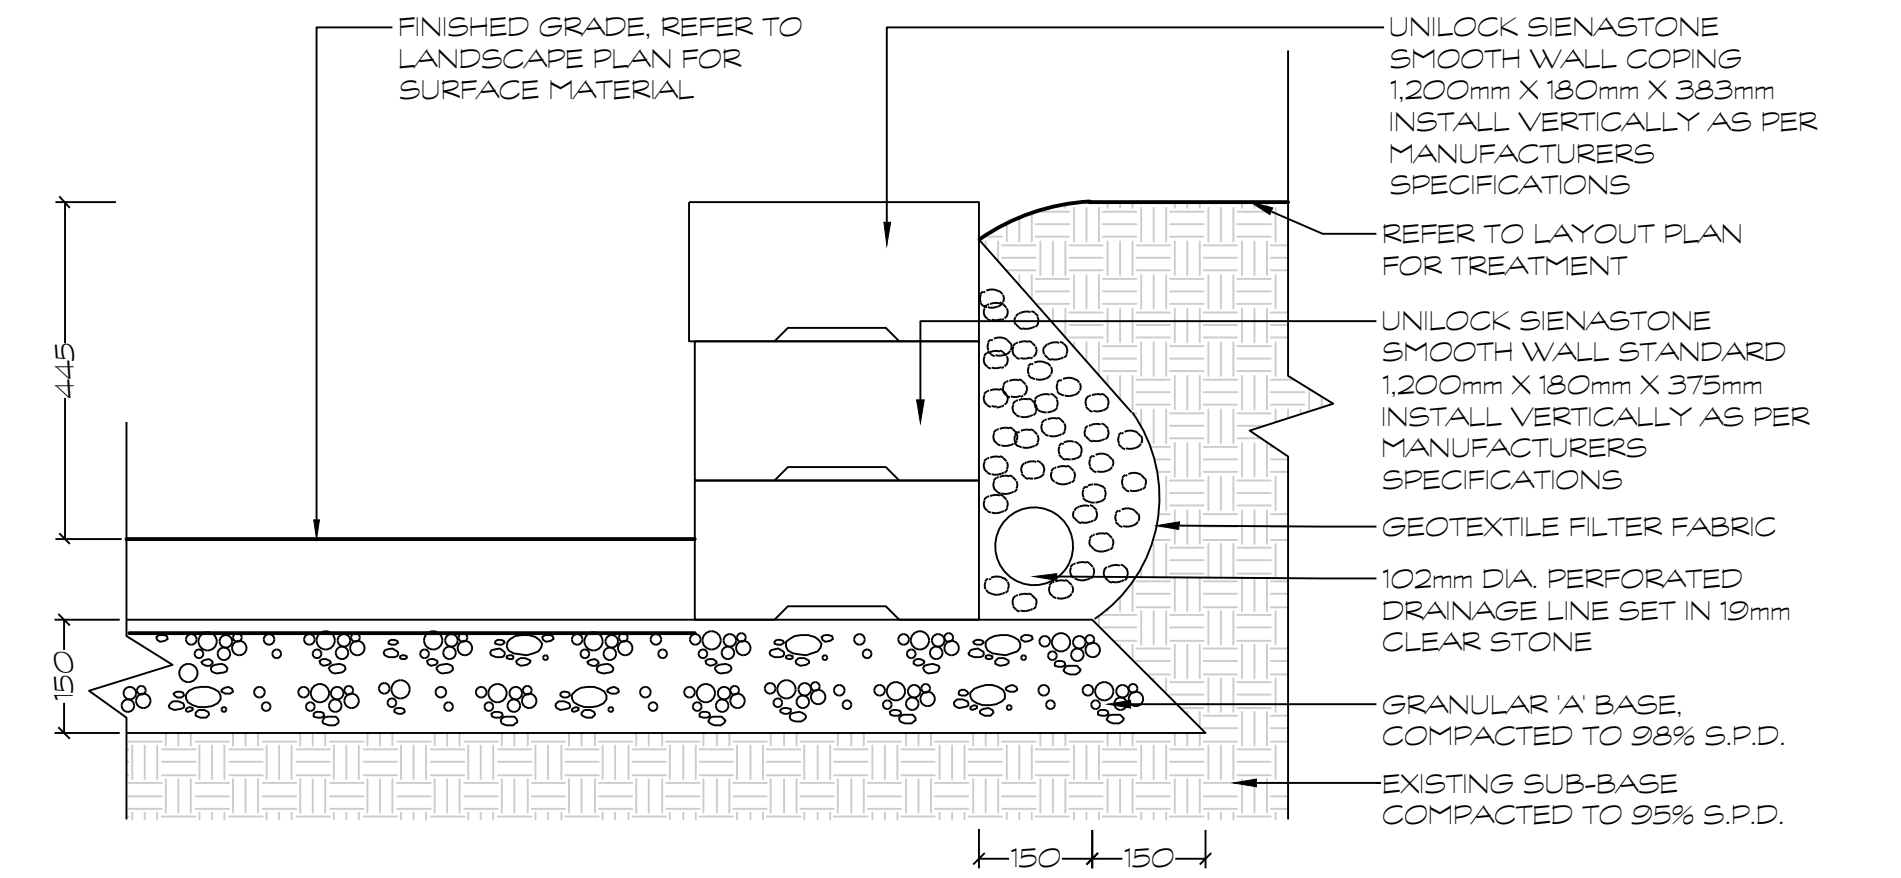 FINISHED GRADE, REFER TO
LANDSCAPE PLAN FOR
SURFACE MATERIAL
UNILOCK SIENASTONE
SMOOTH WALL COPING
1,200mm X 180mm X 383mm
INSTALL VERTICALLY AS PER
MANUFACTURERS
SPECIFICATIONS
REFER TO LAYOUT PLAN
FOR TREATMENT
UNILOCK SIENASTONE
SMOOTH WALL STANDARD
1,200mm X 180mm X 375mm
INSTALL VERTICALLY AS PER
MANUFACTURERS
SPECIFICATIONS
GEOTEXTILE FILTER FABRIC
102mm DIA. PERFORATED
DRAINAGE LINE SET IN 19mm
CLEAR STONE
GRANULAR 'A' BASE,
COMPACTED TO 98% S.P.D.
EXISTING SUB-BASE
COMPACTED TO 95% S.P.D.
445
150
150
150